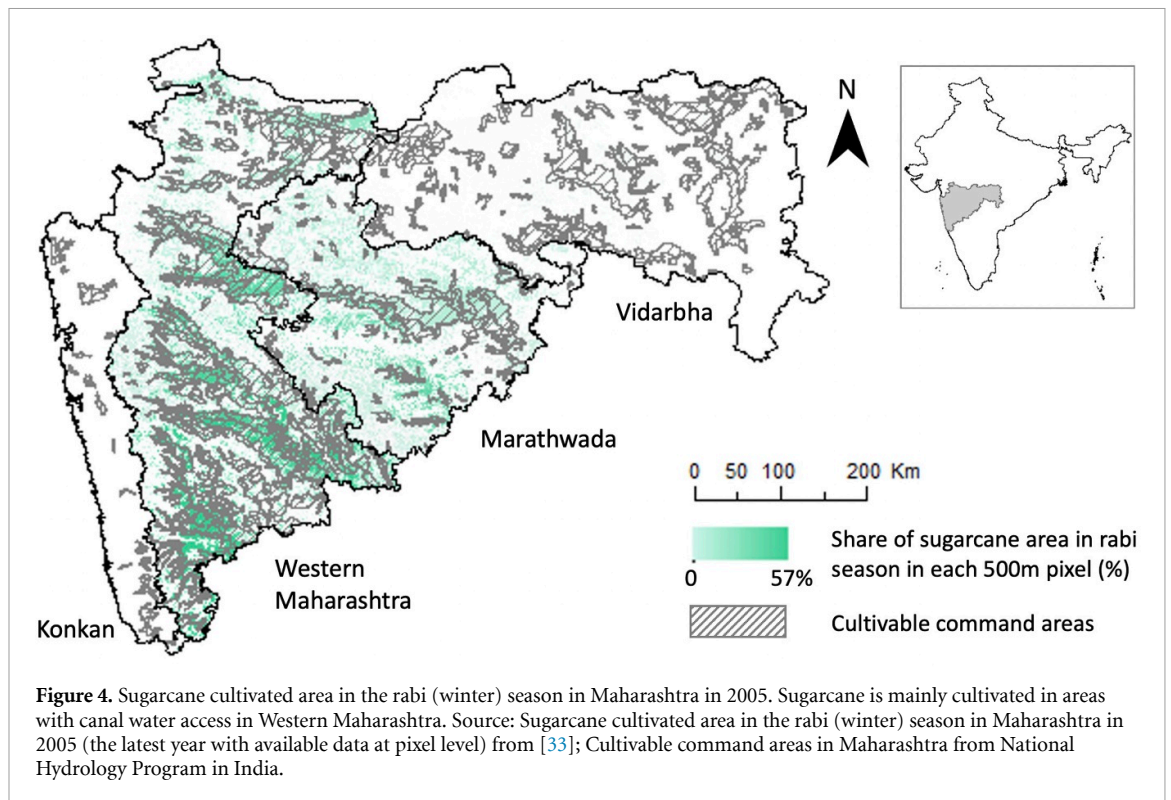 N
Vidarbha
Marathwada
0 50 100 200 Km
Share of sugarcane area in rabi
season in each 500m pixel (%)
0 57%
Western
Maharashtra
Cultivable command areas
Konkan
Figure 4. Sugarcane cultivated area in the rabi (winter) season in Maharashtra in 2005. Sugarcane is mainly cultivated in areas
with canal water access in Western Maharashtra. Source: Sugarcane cultivated area in the rabi (winter) season in Maharashtra in
2005 (the latest year with available data at pixel level) from [33]; Cultivable command areas in Maharashtra from National
Hydrology Program in India.